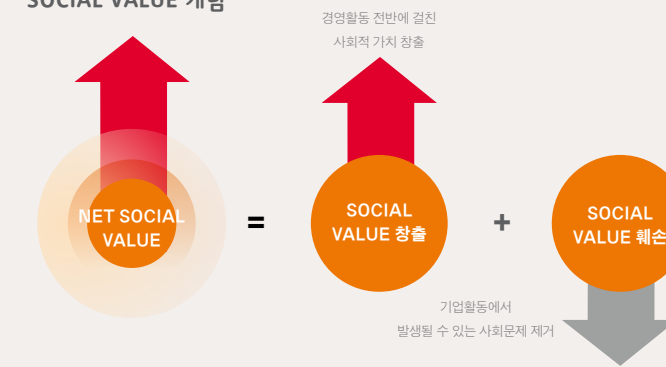 SOCIAL VALUE 개념
경영활동 전반에 걸친
사회적 가치 창출
NET SOCIAL
VALUE
=
SOCIAL
VALUE 창출
+
SOCIAL
VALUE 훼손
기업활동에서
발생될 수 있는 사회문제 제거